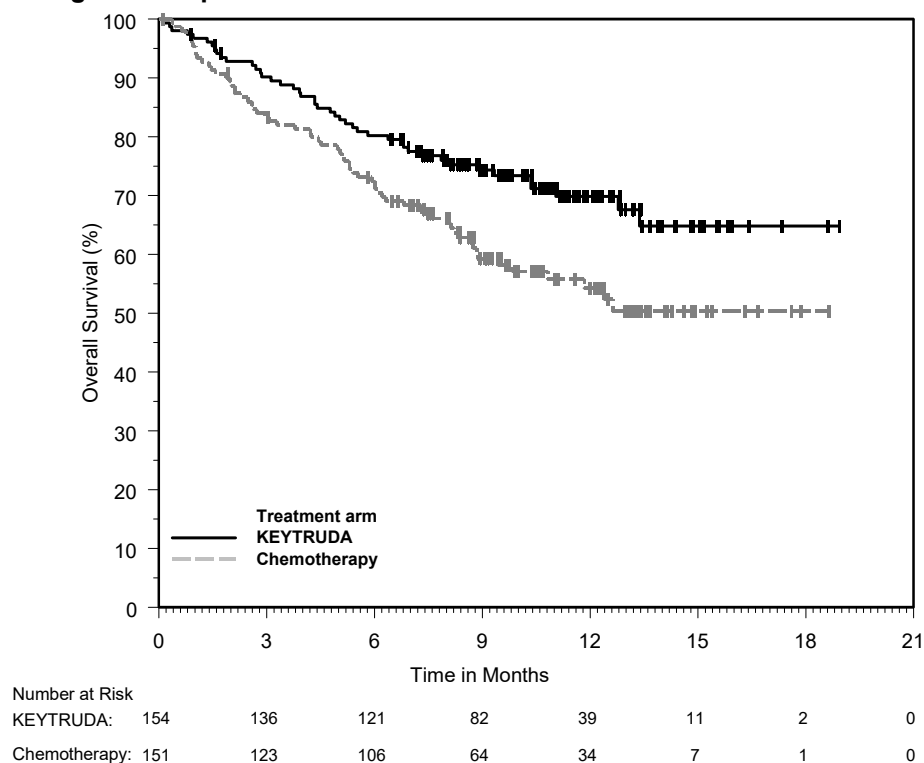 100
90
80
70
60
50
40
30
20
10
0
Overall Survival (%)
Treatment arm
KEYTRUDA
Chemotherapy
0 3 6 9 12 15 18 21
Time in Months
Number at Risk
KEYTRUDA: 154 136 121 82 39 11 2 0
Chemotherapy: 151 123 106 64 34 7 1 0